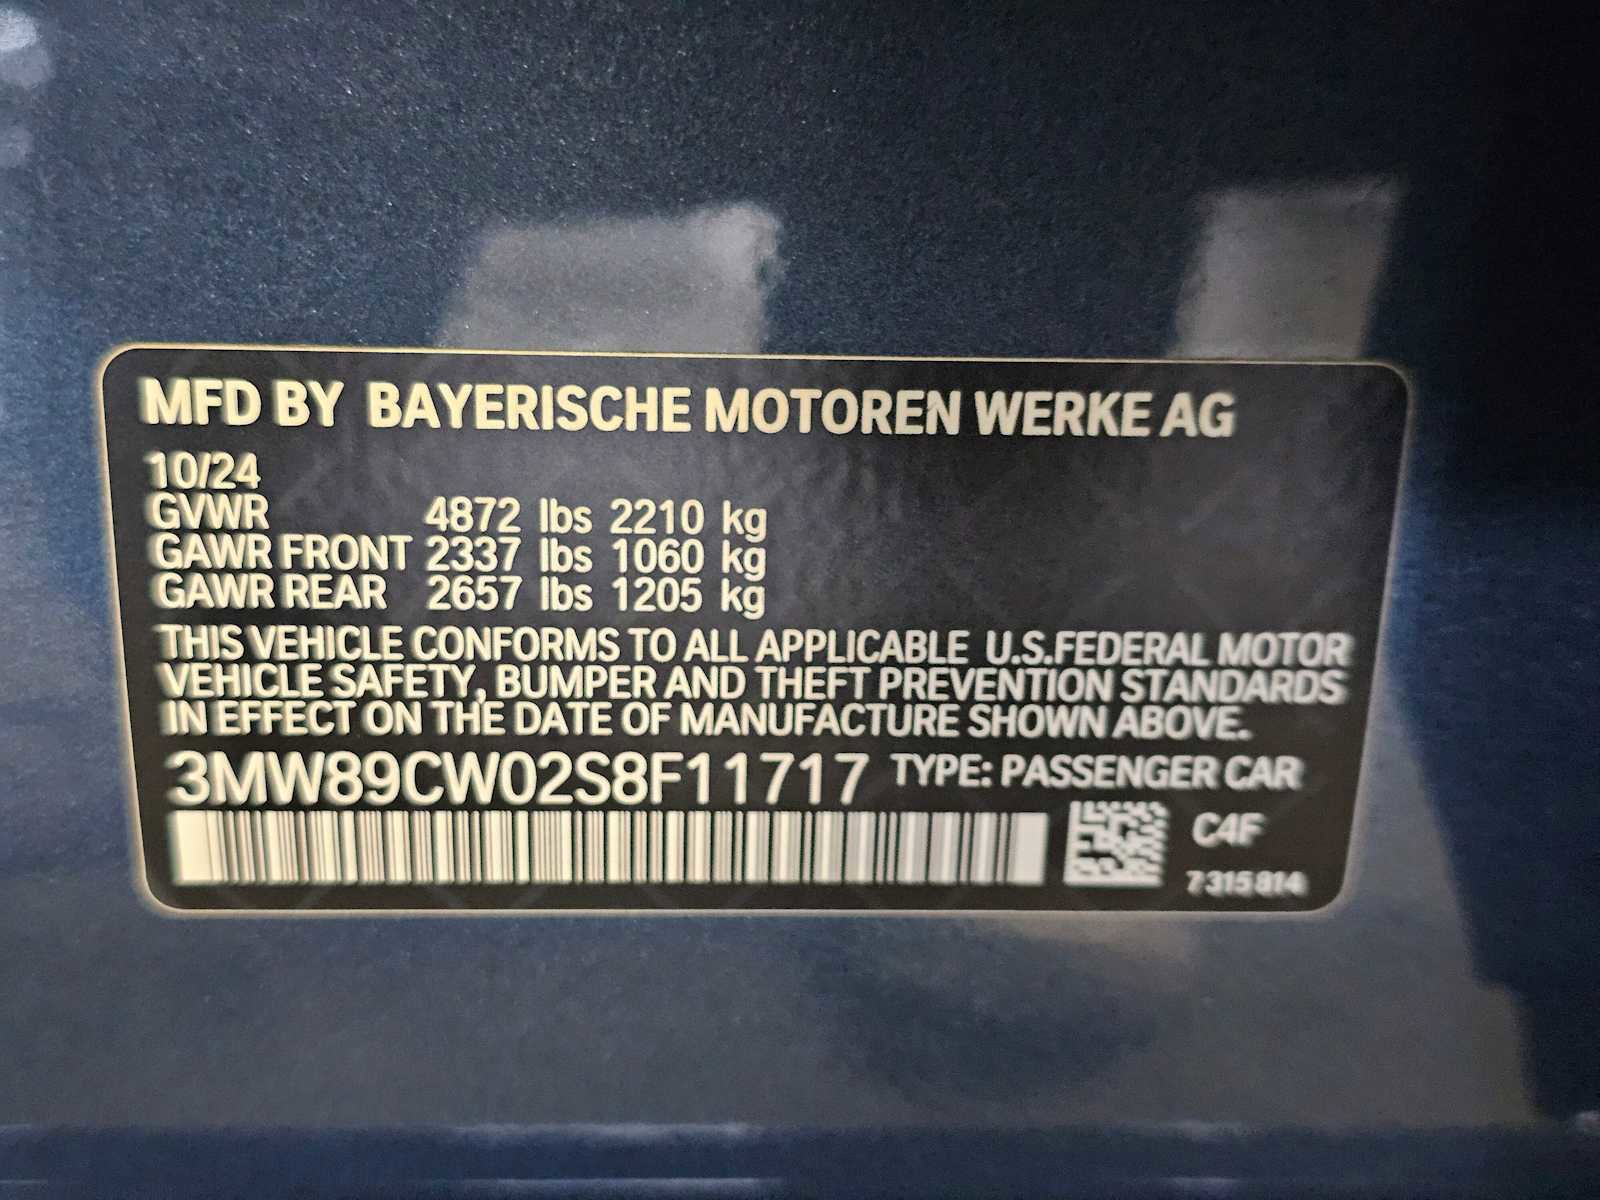 MFD BY BAYERISCHE MOTOREN WERKE AG
10/24
GVWR 4872 lbs 2210 kg
GAWR FRONT 2337 lbs 1060 kg
GAWR REAR 2657 lbs 1205 kg
THIS VEHICLE CONFORMS TO ALL APPLICABLE U.S.FEDERAL MOTOR
VEHICLE SAFETY, BUMPER AND THEFT PREVENTION STANDARDS
IN EFFECT ON THE DATE OF MANUFACTURE SHOWN ABOVE.
3MW89CW02S8F11717 TYPE: PASSENGER CAR
C4F
7315814